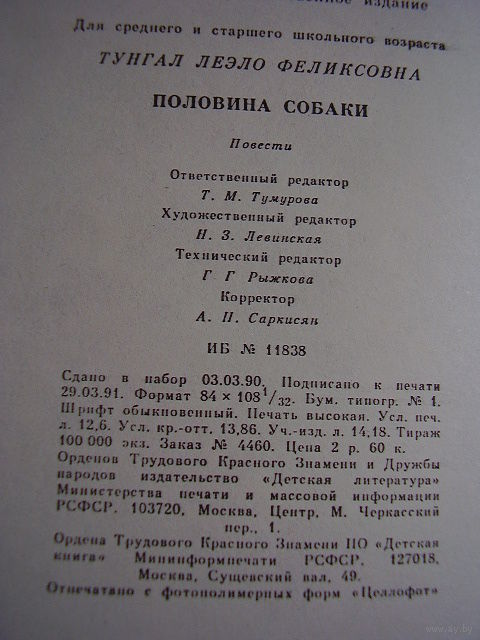 издание
Для среднего и старшего школьного возраста
ТУНГАЛ ЛЕЭЛО ФЕЛИКСОВНА
ПОЛОВИНА СОБАКИ
Повести
Ответственный редактор
Т. М. Тумурова
Художественный редактор
Н. З. Левинская
Технический редактор
Г Г Рыжкова
Корректор
А. П. Саркисян
ИБ № 11838
Сдано в набор 03.03.90. Подписано к печати
29.03.91. Формат 84 × 108 1/32. Бум. типогр. № 1.
Шрифт обыкновенный. Печать высокая. Усл. печ.
л. 12,6. Усл. кр.-отт. 13,86. Уч.-изд. л. 14,18. Тираж
100 000 экз. Заказ № 4460. Цена 2 р. 60 к.
Орденов Трудового Красного Знамени и Дружбы
народов издательство «Детская литература»
Министерства печати и массовой информации
РСФСР. 103720, Москва, Центр, М. Черкасский
пер., 1.
Ордена Трудового Красного Знамени ПО «Детская
книга» Мининформпечати РСФСР. 127018,
Москва, Сущевский вал, 49.
Отпечатано с фотополимерных форм «Целлофот»
www.ay.by